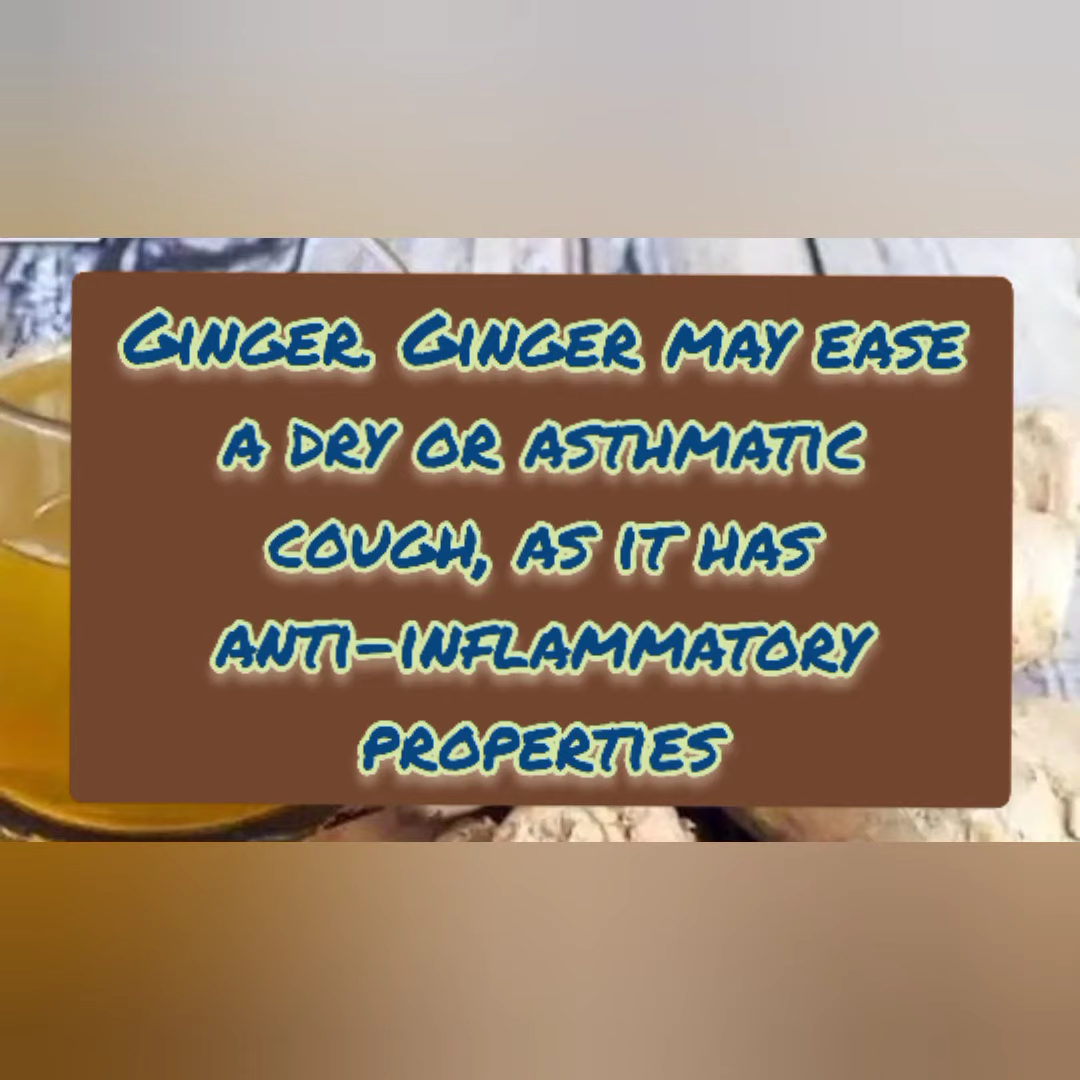 Ginger. Ginger may ease
a dry or asthmatic
cough, as it has
anti-inflammatory
properties